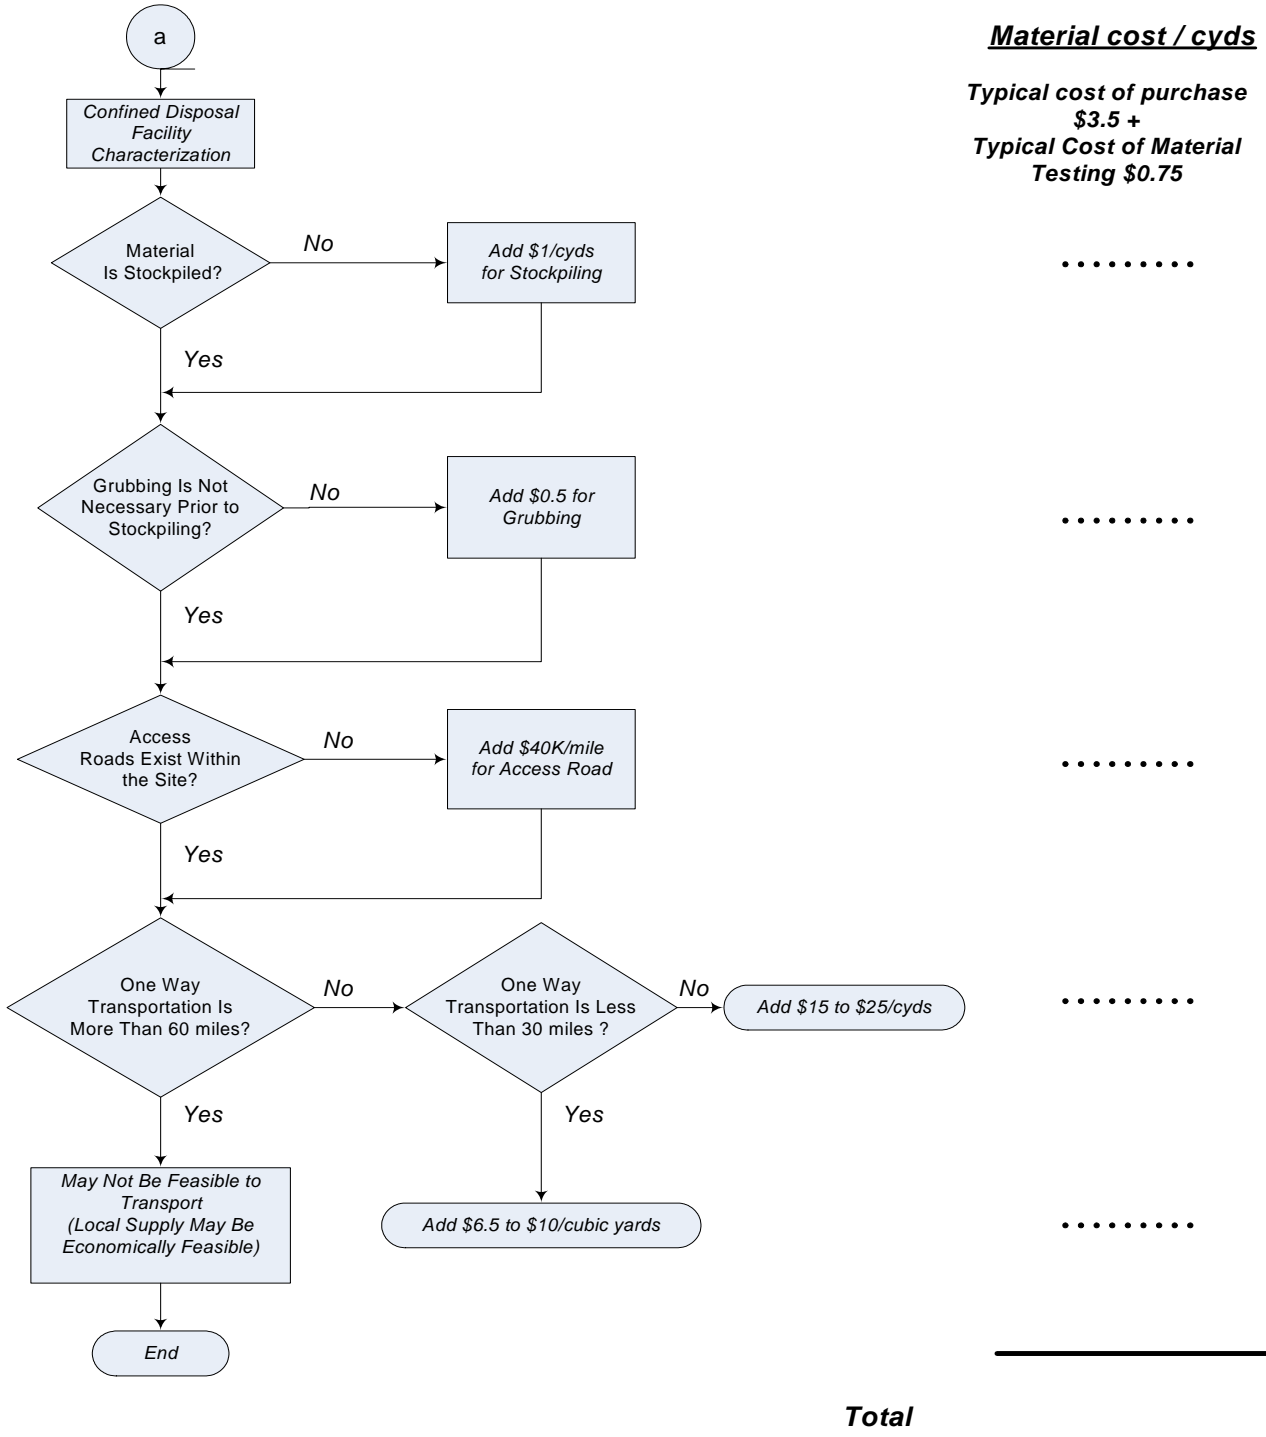 a
Material cost / cyds
Typical cost of purchase
$3.5 +
Typical Cost of Material
Testing $0.75
Confined Disposal
Facility
Characterization
Material
Is Stockpiled?
No
Add $1/cyds
for Stockpiling
.........
Yes
Grubbing Is Not
Necessary Prior to
Stockpiling?
No
Add $0.5 for
Grubbing
.........
Yes
Access
Roads Exist Within
the Site?
No
Add $40K/mile
for Access Road
.........
Yes
One Way
Transportation Is
More Than 60 miles?
No
One Way
Transportation Is Less
Than 30 miles ?
No
Add $15 to $25/cyds
.........
Yes
Yes
May Not Be Feasible to
Transport
(Local Supply May Be
Economically Feasible)
Add $6.5 to $10/cubic yards
.........
End
Total